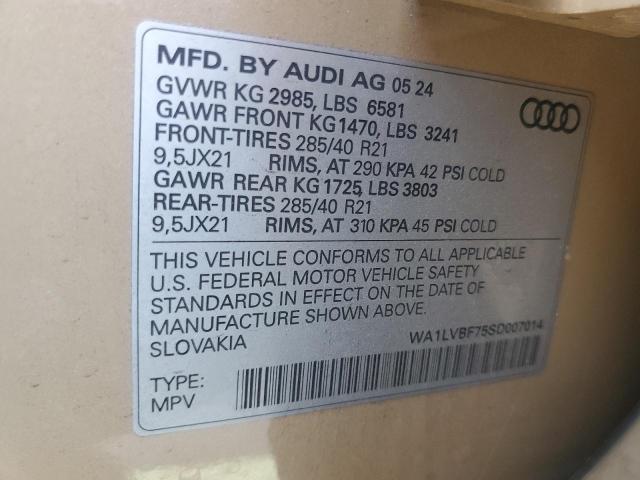 MFD. BY AUDI AG 05 24
GVWR KG 2985, LBS 6581
GAWR FRONT KG1470, LBS 3241
FRONT-TIRES 285/40 R21
9,5JX21 RIMS, AT 290 KPA 42 PSI COLD
GAWR REAR KG 1725, LBS 3803
REAR-TIRES 285/40 R21
9,5JX21 RIMS, AT 310 KPA 45 PSI COLD
THIS VEHICLE CONFORMS TO ALL APPLICABLE
U.S. FEDERAL MOTOR VEHICLE SAFETY
STANDARDS IN EFFECT ON THE DATE OF
MANUFACTURE SHOWN ABOVE.
SLOVAKIA
WA1LVBF75SD007014
TYPE:
MPV